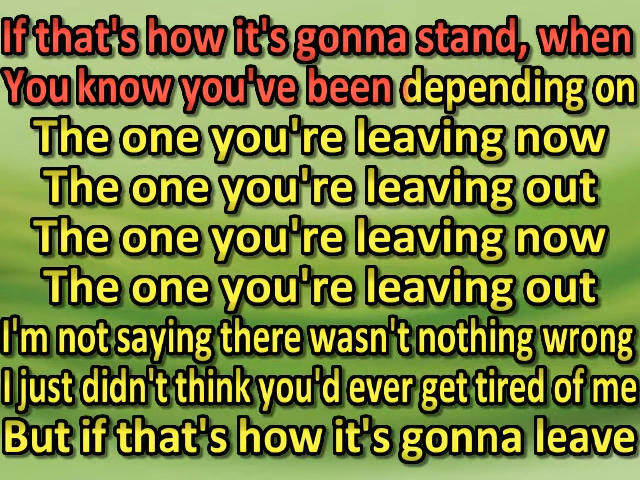 If that's how it's gonna stand, when
You know you've been depending on
The one you're leaving now
The one you're leaving out
The one you're leaving now
The one you're leaving out
I'm not saying there wasn't nothing wrong
I just didn't think you'd ever get tired of me
But if that's how it's gonna leave